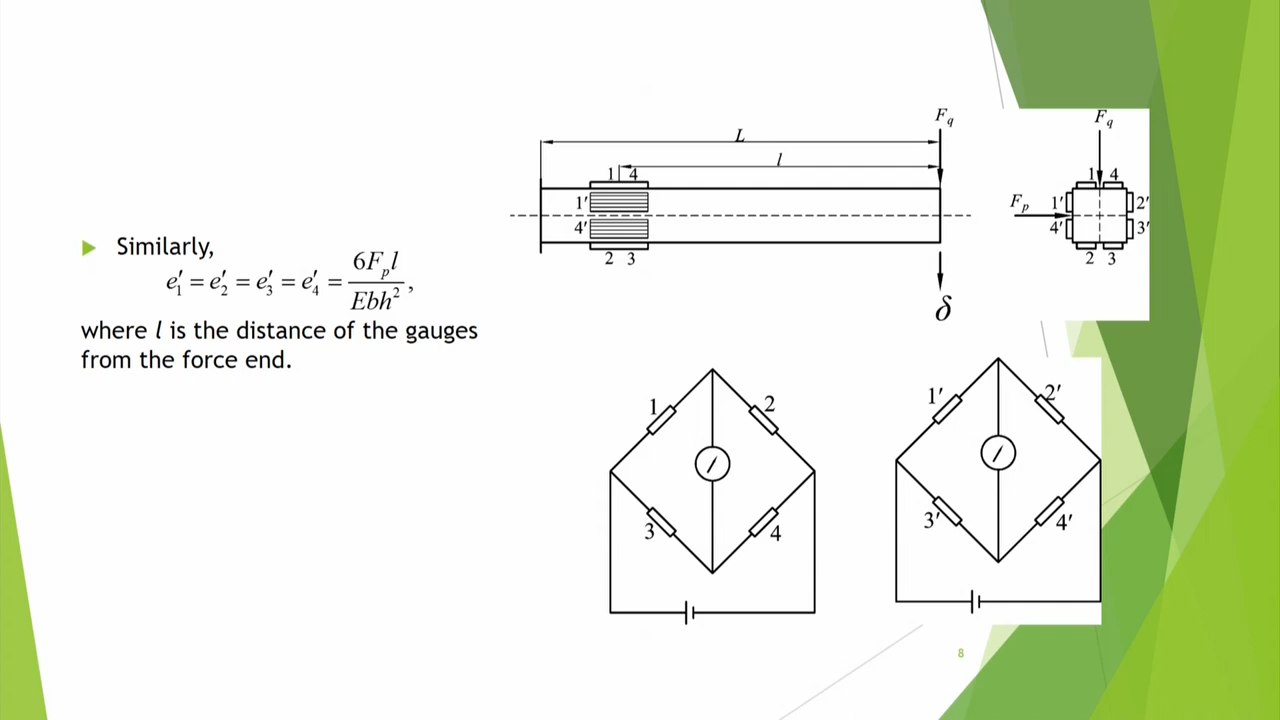 Similarly,
e′₁ = e′₂ = e′₃ = e′₄ = 6Fₚl / Ebh²,
where l is the distance of the gauges
from the force end.
F_q
L
l
1 4
1′
4′
2 3
δ
F_q
1 4
F_p 1′ 2′
4′ 3′
2 3
1 2
3 4
1′ 2′
3′ 4′
8